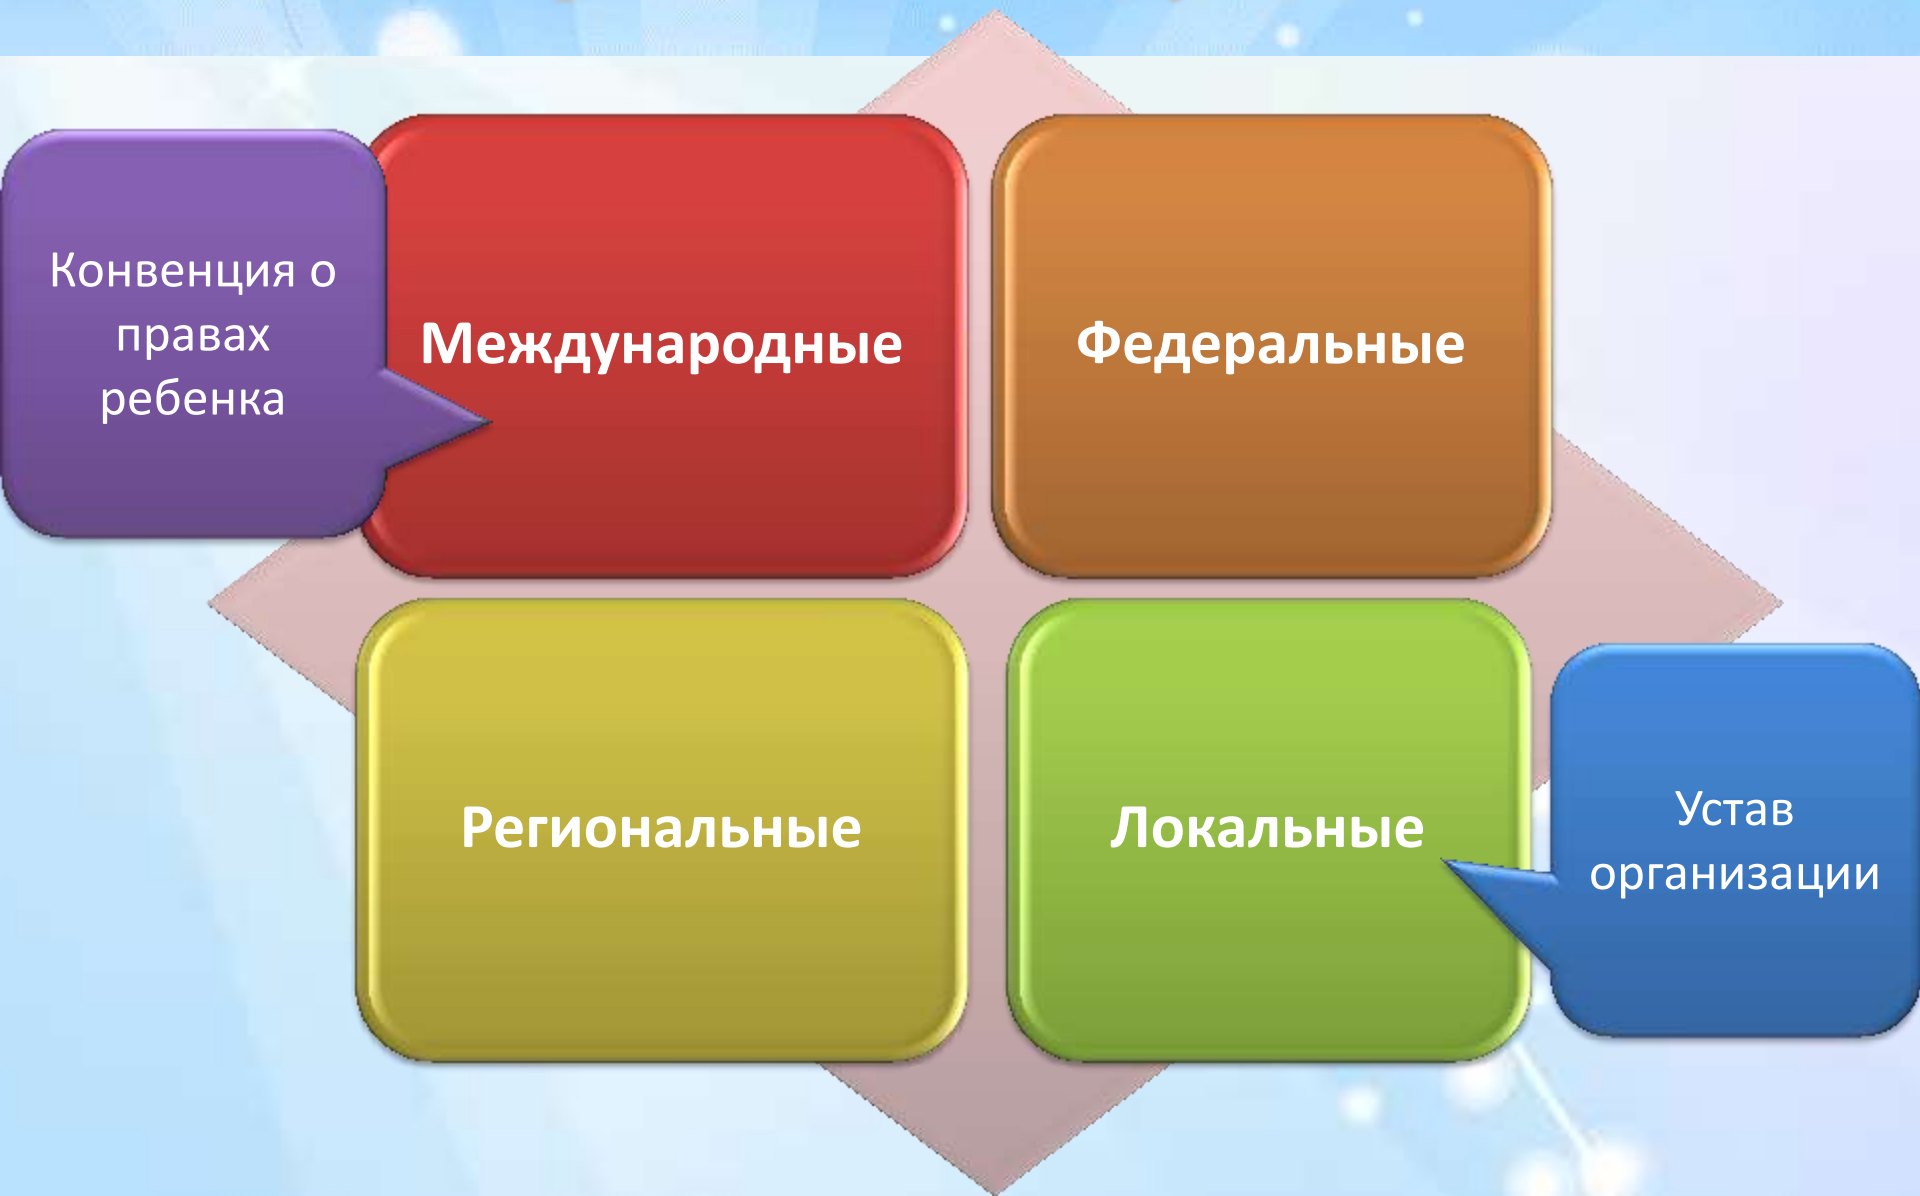 Конвенция о
правах
ребенка
Международные
Федеральные
Региональные
Локальные
Устав
организации